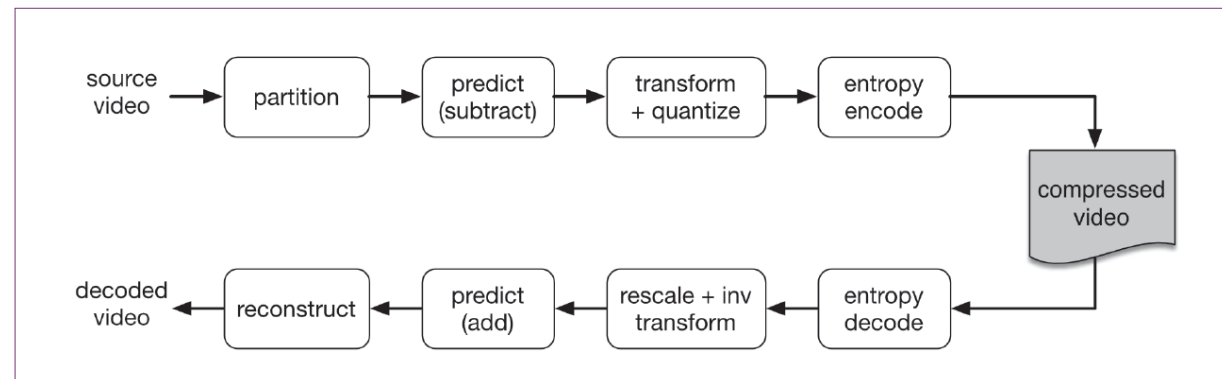 source
video
partition
predict
(subtract)
transform
+ quantize
entropy
encode
compressed
video
decoded
video
reconstruct
predict
(add)
rescale + inv
transform
entropy
decode